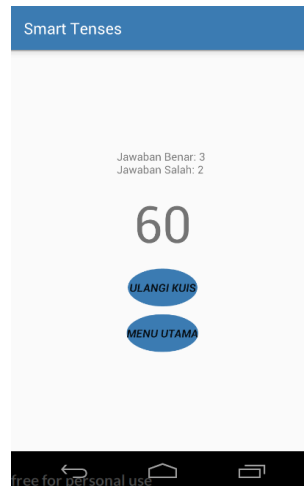 Smart Tenses
Jawaban Benar: 3
Jawaban Salah: 2
60
ULANGI KUIS
MENU UTAMA
free for personal use